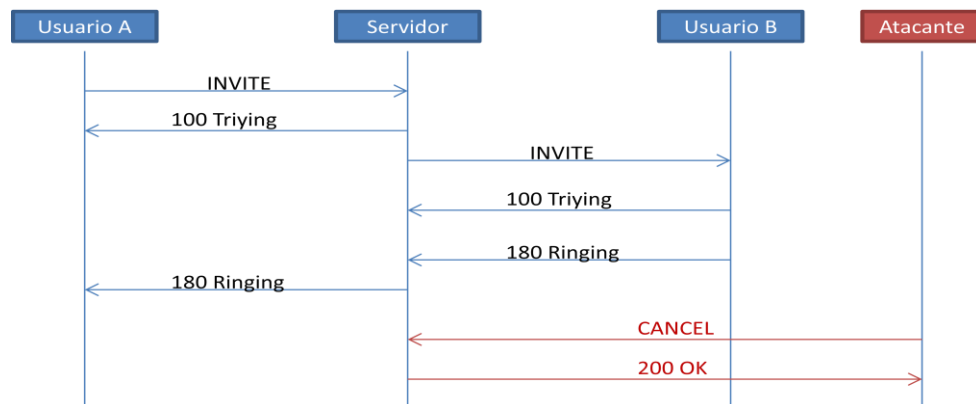 Usuario A
Servidor
Usuario B
Atacante
INVITE
100 Triying
INVITE
100 Triying
180 Ringing
180 Ringing
CANCEL
200 OK